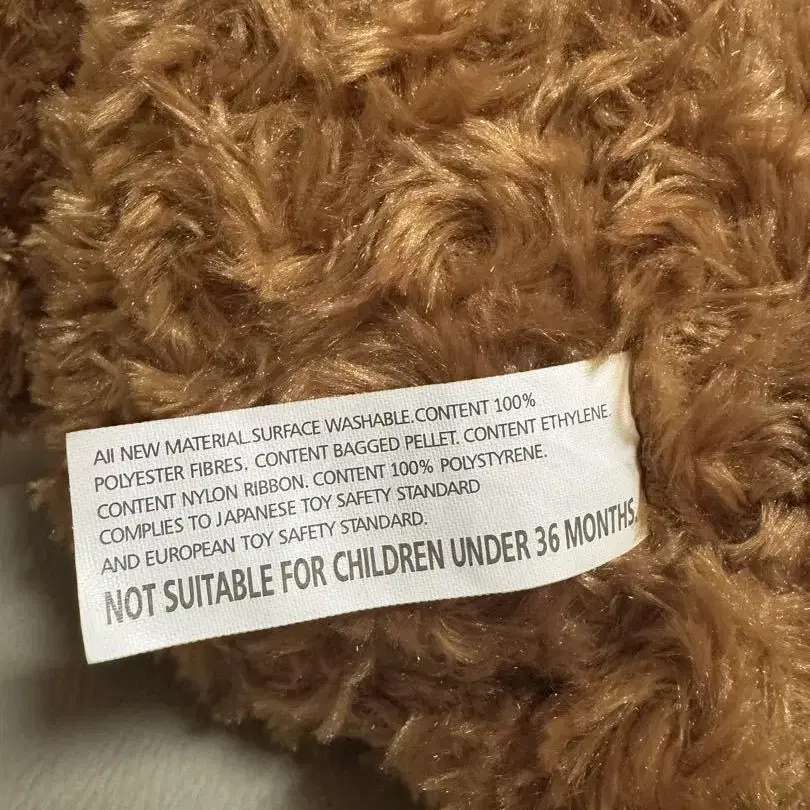 All NEW MATERIAL.SURFACE WASHABLE.CONTENT 100%
POLYESTER FIBRES. CONTENT BAGGED PELLET. CONTENT ETHYLENE.
CONTENT NYLON RIBBON. CONTENT 100% POLYSTYRENE.
COMPLIES TO JAPANESE TOY SAFETY STANDARD
AND EUROPEAN TOY SAFETY STANDARD.
NOT SUITABLE FOR CHILDREN UNDER 36 MONTHS.